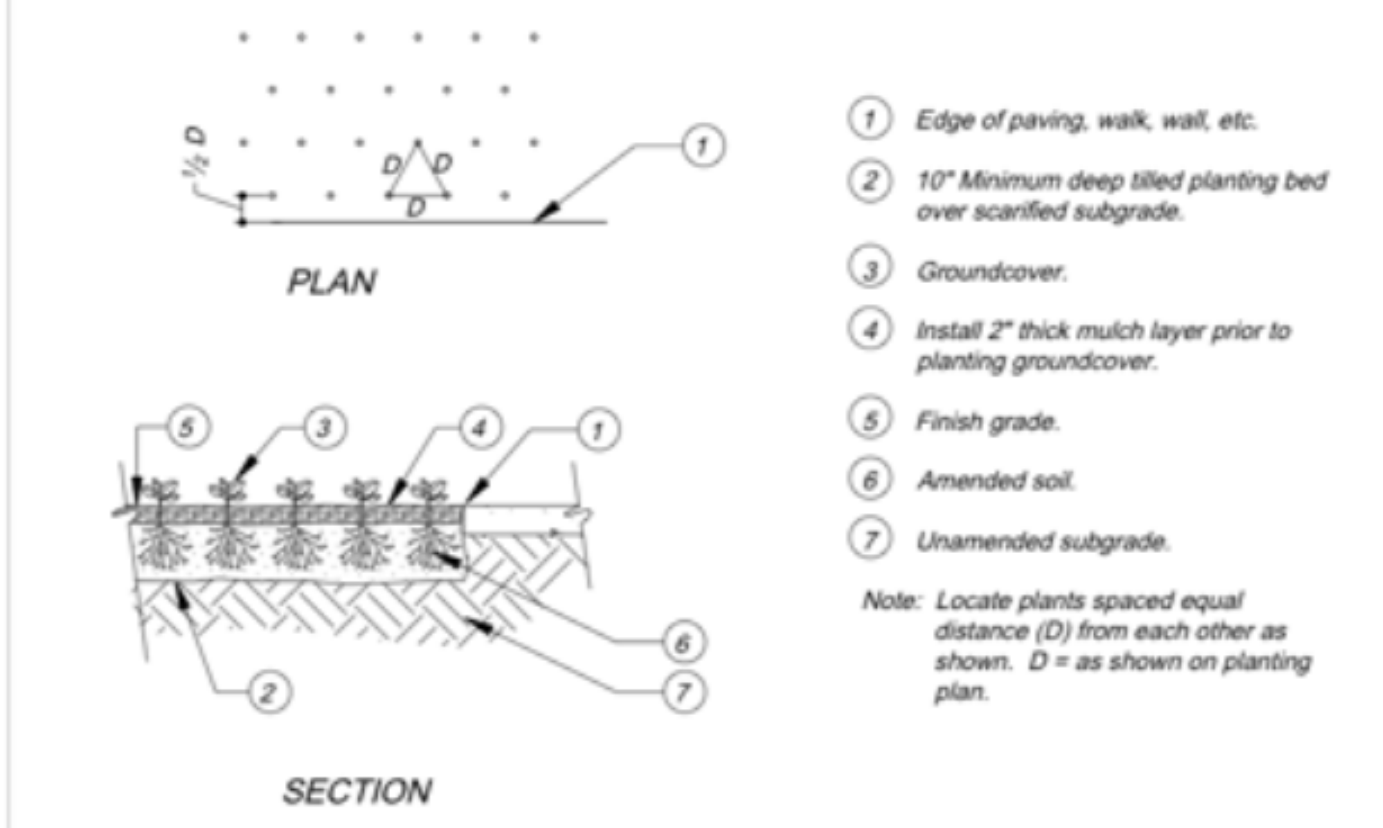 ½ D
1
D D
D
PLAN
5 3 4 1
6
7
2
SECTION
1 Edge of paving, walk, wall, etc.
2 10" Minimum deep tilled planting bed
over scarified subgrade.
3 Groundcover.
4 Install 2" thick mulch layer prior to
planting groundcover.
5 Finish grade.
6 Amended soil.
7 Unamended subgrade.
Note: Locate plants spaced equal
distance (D) from each other as
shown. D = as shown on planting
plan.